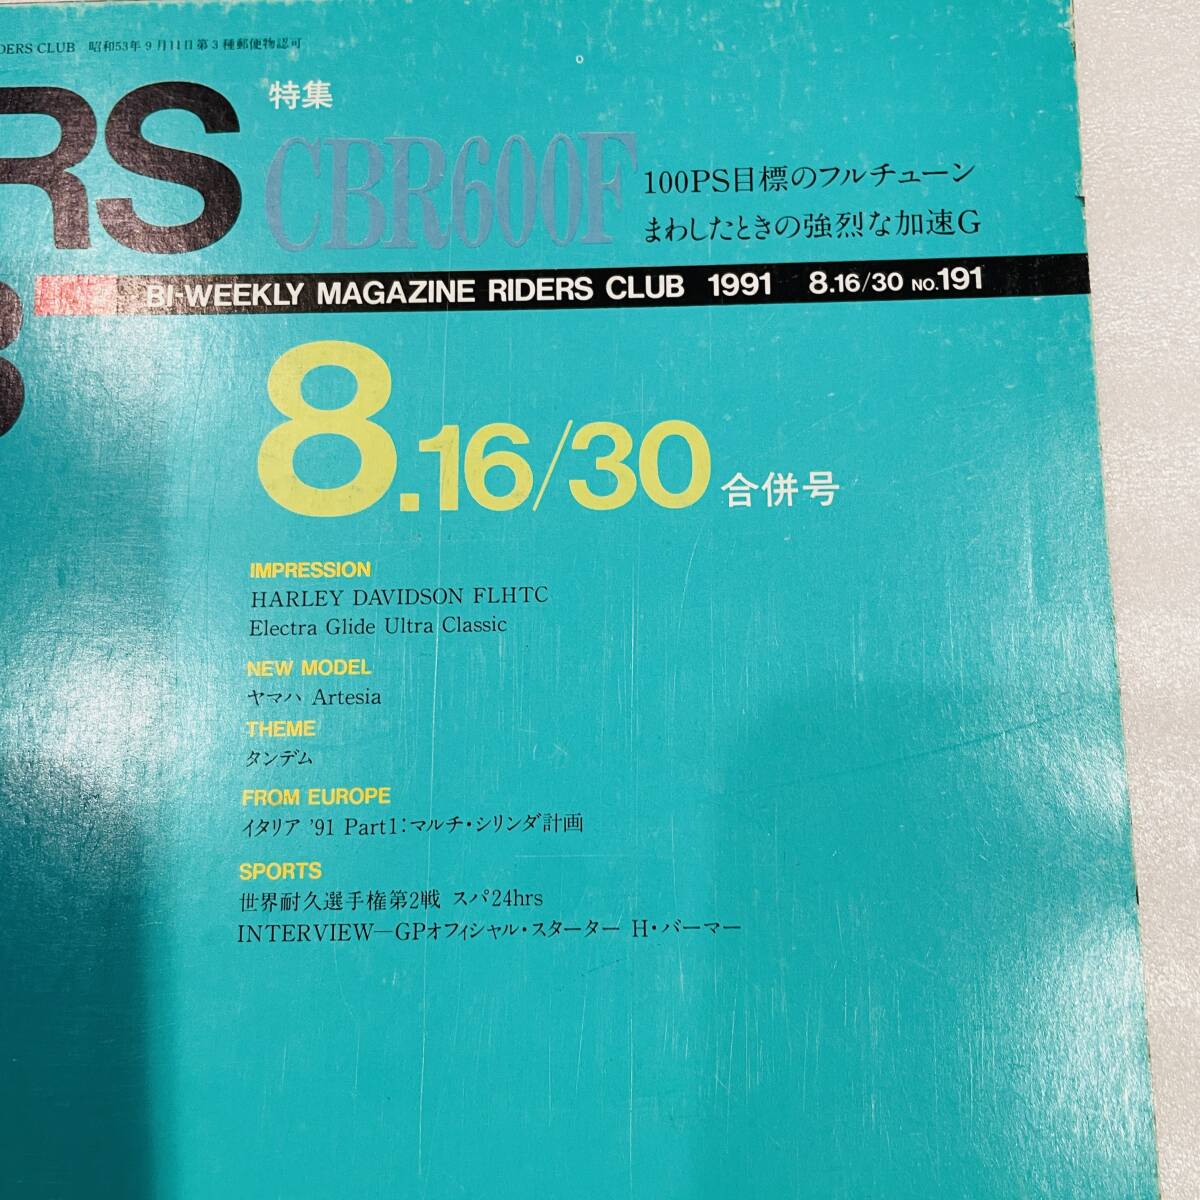 RIDERS CLUB 昭和53年9月11日第3種郵便物認可
RS
特集
CBR600F
100PS目標のフルチューン
まわしたときの強烈な加速G
B
BI-WEEKLY MAGAZINE RIDERS CLUB 1991 8.16/30 NO.191
8.16/30 合併号
IMPRESSION
HARLEY DAVIDSON FLHTC
Electra Glide Ultra Classic
NEW MODEL
ヤマハ Artesia
THEME
タンデム
FROM EUROPE
イタリア '91 Part1:マルチ・シリンダ計画
SPORTS
世界耐久選手権第2戦 スパ24hrs
INTERVIEW—GPオフィシャル・スターター H・バーマー